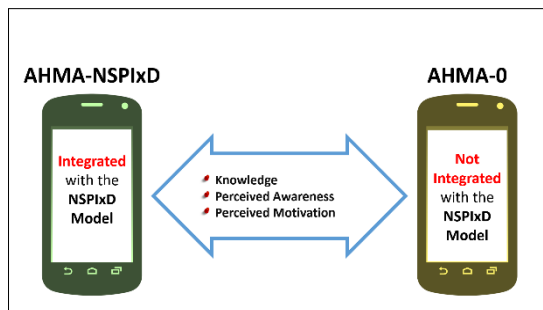 AHMA-NSPIxD
AHMA-0
Integrated
with the
NSPIxD
Model
Knowledge
Perceived Awareness
Perceived Motivation
Not
Integrated
with the
NSPIxD
Model